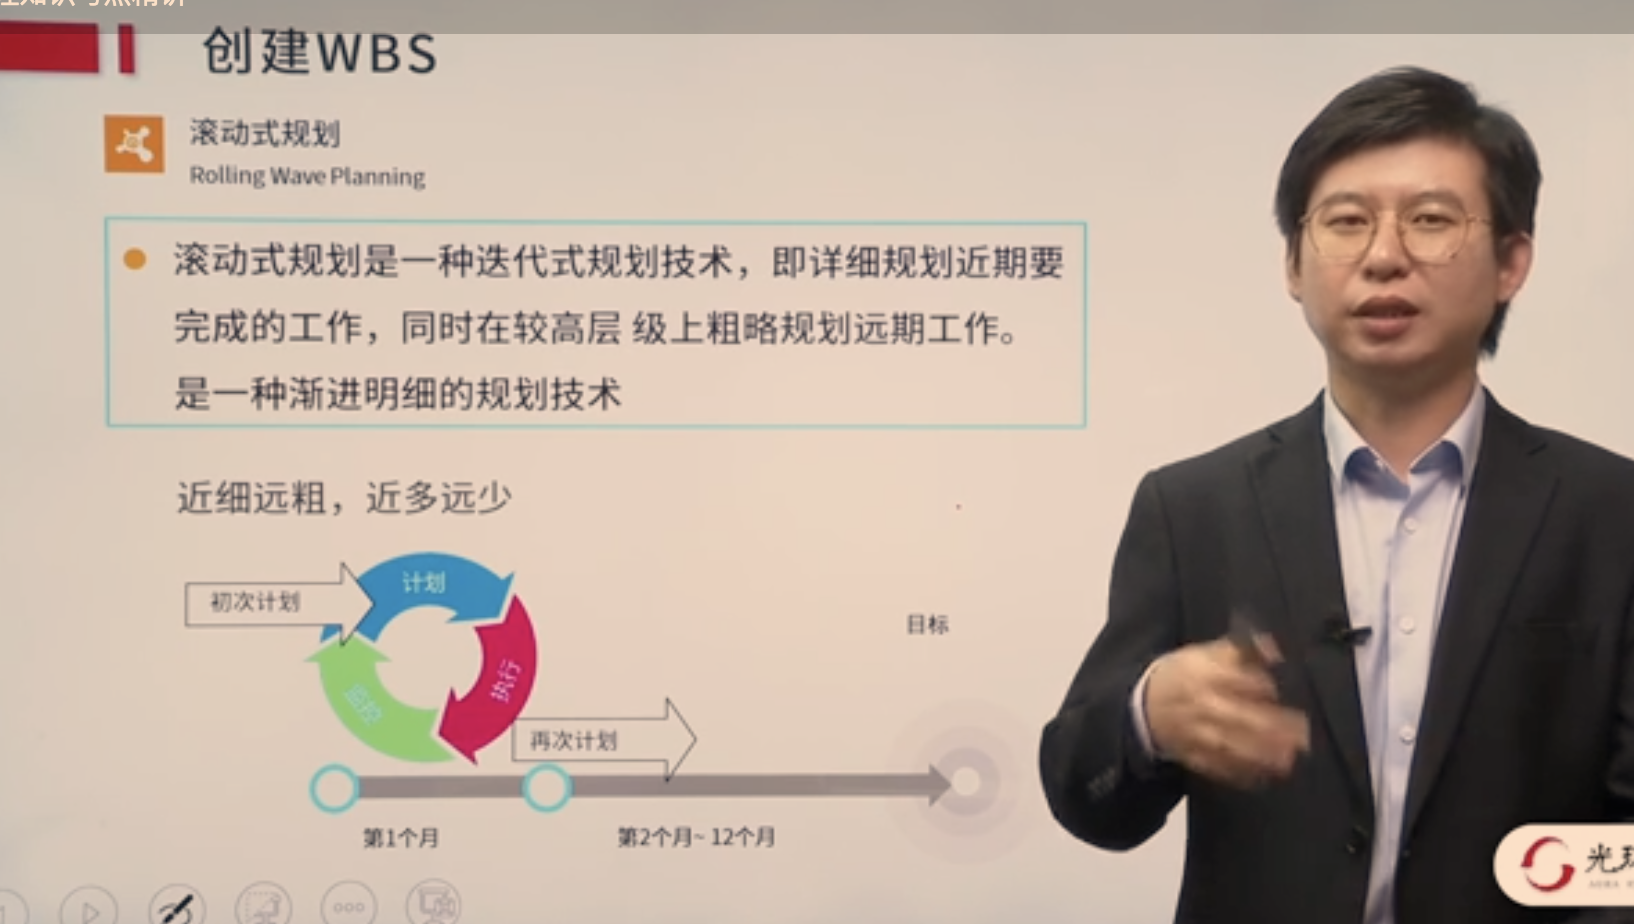 创建WBS
滚动式规划
Rolling Wave Planning
滚动式规划是一种迭代式规划技术，即详细规划近期要
完成的工作，同时在较高层 级上粗略规划远期工作。
是一种渐进明细的规划技术
近细远粗，近多远少
计划
初次计划
执行
监控
目标
再次计划
第1个月
第2个月~ 12个月
光环